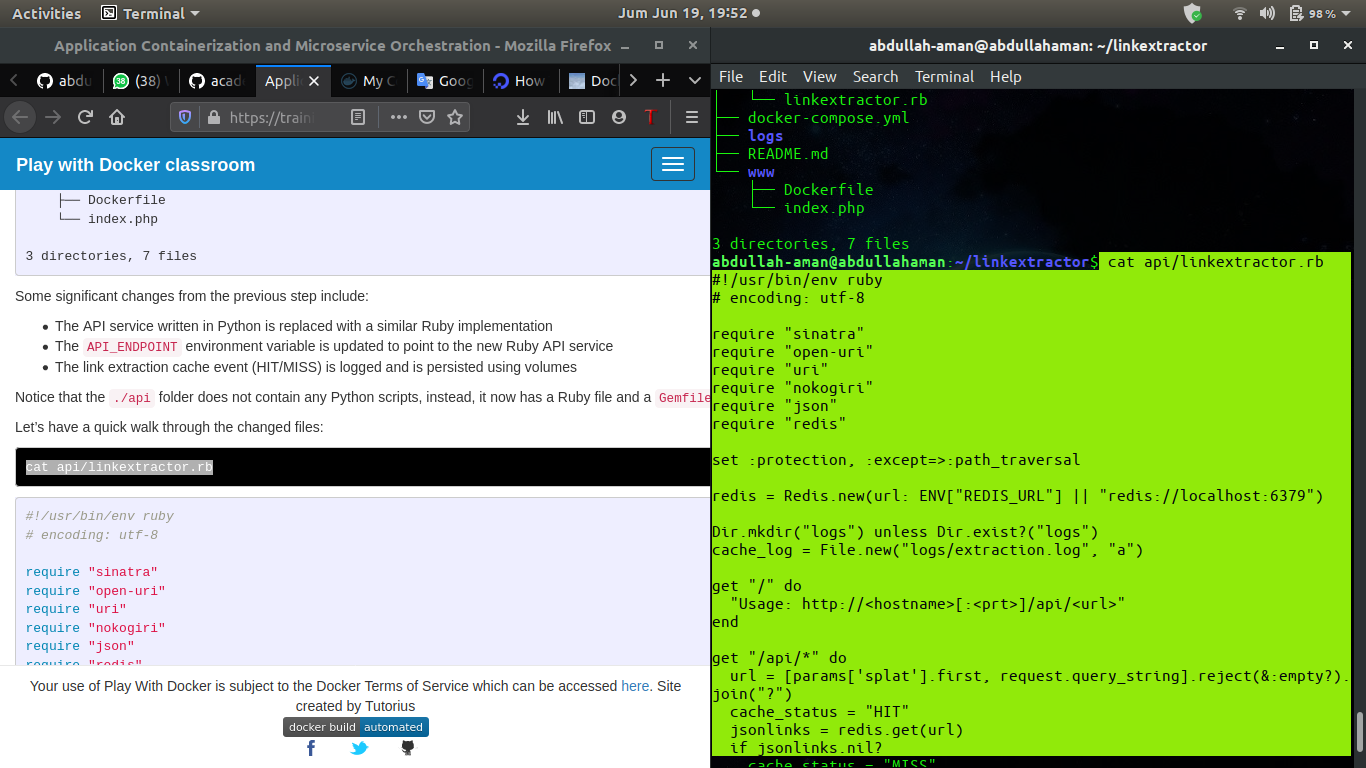 Activities
Terminal
Jum Jun 19, 19:52
98 %
Application Containerization and Microservice Orchestration - Mozilla Firefox
abdu
(38)
acad
Appli
My C
Goog
How
Doc
https://train
Play with Docker classroom
├── Dockerfile
└── index.php
3 directories, 7 files
Some significant changes from the previous step include:
• The API service written in Python is replaced with a similar Ruby implementation
• The API_ENDPOINT environment variable is updated to point to the new Ruby API service
• The link extraction cache event (HIT/MISS) is logged and is persisted using volumes
Notice that the ./api folder does not contain any Python scripts, instead, it now has a Ruby file and a Gemfile
Let’s have a quick walk through the changed files:
cat api/linkextractor.rb
#!/usr/bin/env ruby
# encoding: utf-8
require "sinatra"
require "open-uri"
require "uri"
require "nokogiri"
require "json"
require "redis"
Your use of Play With Docker is subject to the Docker Terms of Service which can be accessed here. Site
created by Tutorius
docker build automated
abdullah-aman@abdullahaman: ~/linkextractor
File Edit View Search Terminal Help
│   └── linkextractor.rb
├── docker-compose.yml
├── logs
├── README.md
└── www
    ├── Dockerfile
    └── index.php
3 directories, 7 files
abdullah-aman@abdullahaman:~/linkextractor$ cat api/linkextractor.rb
#!/usr/bin/env ruby
# encoding: utf-8
require "sinatra"
require "open-uri"
require "uri"
require "nokogiri"
require "json"
require "redis"
set :protection, :except=>:path_traversal
redis = Redis.new(url: ENV["REDIS_URL"] || "redis://localhost:6379")
Dir.mkdir("logs") unless Dir.exist?("logs")
cache_log = File.new("logs/extraction.log", "a")
get "/" do
  "Usage: http://<hostname>[:<prt>]/api/<url>"
end
get "/api/*" do
  url = [params['splat'].first, request.query_string].reject(&:empty?).
join("?")
  cache_status = "HIT"
  jsonlinks = redis.get(url)
  if jsonlinks.nil?
    cache_status = "MISS"